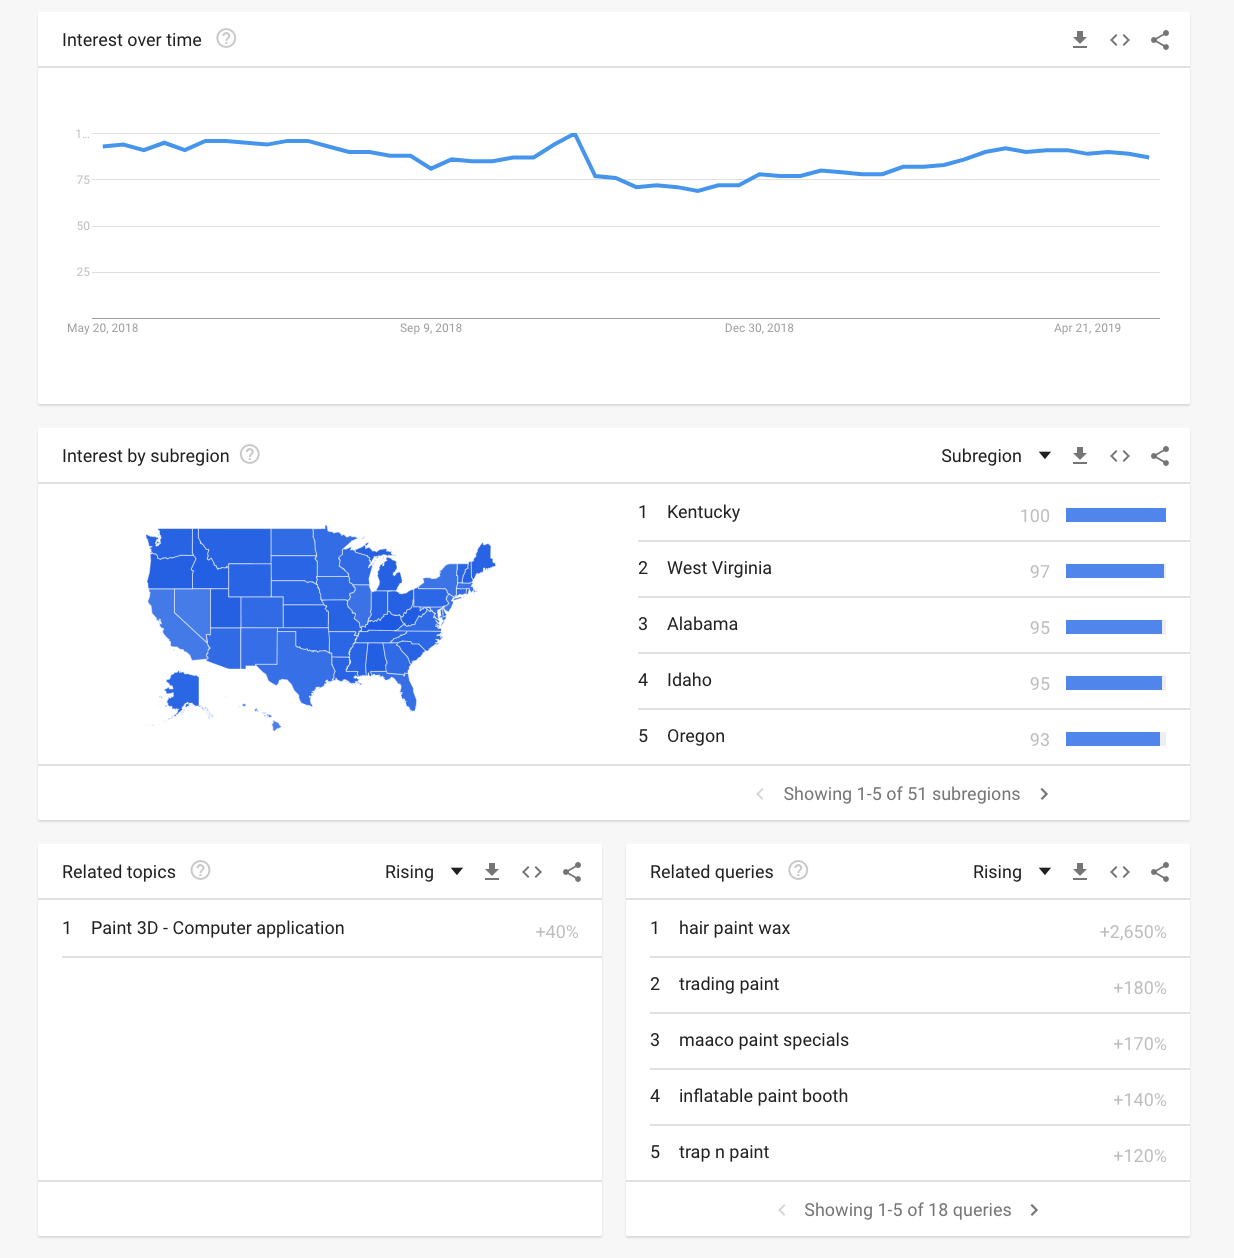 Interest over time
1...
75
50
25
May 20, 2018 Sep 9, 2018 Dec 30, 2018 Apr 21, 2019
Interest by subregion
Subregion
1 Kentucky 100
2 West Virginia 97
3 Alabama 95
4 Idaho 95
5 Oregon 93
Showing 1-5 of 51 subregions
Related topics
Rising
1 Paint 3D - Computer application +40%
Related queries
Rising
1 hair paint wax +2,650%
2 trading paint +180%
3 maaco paint specials +170%
4 inflatable paint booth +140%
5 trap n paint +120%
Showing 1-5 of 18 queries